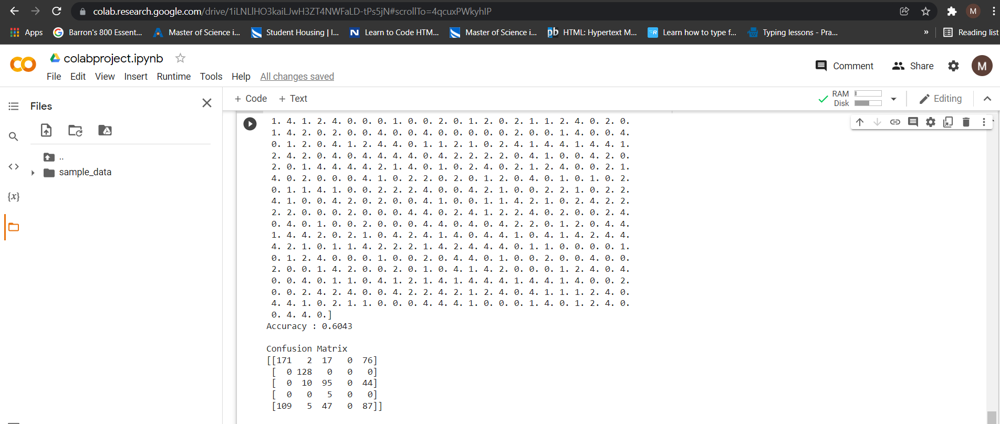 colab.research.google.com/drive/1iLNLlHO3kaiLJwH3ZT4NWFaLD-tPs5jN#scrollTo=4qcuxPWkyhIP
M
Apps Barron's 800 Essent... Master of Science i... Student Housing | I... Learn to Code HTM... Master of Science i... HTML: Hypertext M... Learn how to type f... Typing lessons - Pra... » Reading list
colabproject.ipynb
Comment Share M
File Edit View Insert Runtime Tools Help All changes saved
Files
+ Code + Text
RAM
Disk
Editing
..
sample_data
{x}
1. 4. 1. 2. 4. 0. 0. 0. 1. 0. 0. 2. 0. 1. 2. 0. 2. 1. 1. 2. 4. 0. 2. 0.
1. 4. 2. 0. 2. 0. 0. 4. 0. 0. 4. 0. 0. 0. 0. 0. 2. 0. 0. 1. 4. 0. 0. 4.
0. 1. 2. 0. 4. 1. 2. 4. 4. 0. 1. 1. 2. 1. 0. 2. 4. 1. 4. 4. 1. 4. 4. 1.
2. 4. 2. 0. 4. 0. 4. 4. 4. 4. 0. 4. 2. 2. 2. 2. 0. 4. 1. 0. 0. 4. 2. 0.
2. 0. 1. 4. 4. 4. 4. 2. 1. 4. 0. 1. 0. 2. 4. 0. 2. 1. 2. 4. 0. 0. 2. 1.
4. 0. 2. 0. 0. 0. 4. 1. 0. 2. 2. 0. 2. 0. 1. 2. 0. 4. 0. 1. 0. 1. 0. 2.
0. 1. 1. 4. 1. 0. 0. 2. 2. 2. 4. 0. 0. 4. 2. 1. 0. 0. 2. 2. 1. 0. 2. 2.
4. 1. 0. 0. 4. 2. 0. 2. 0. 0. 4. 1. 0. 0. 1. 1. 4. 2. 1. 0. 2. 4. 2. 2.
2. 2. 0. 0. 0. 2. 0. 0. 0. 4. 4. 0. 2. 4. 1. 2. 2. 4. 0. 2. 0. 0. 2. 4.
0. 4. 0. 1. 0. 0. 2. 0. 0. 0. 4. 4. 0. 4. 0. 4. 2. 2. 0. 1. 2. 0. 4. 4.
1. 4. 4. 2. 0. 2. 1. 0. 4. 2. 4. 1. 4. 0. 4. 4. 1. 0. 4. 1. 4. 2. 4. 4.
4. 2. 1. 0. 1. 1. 4. 2. 2. 2. 1. 4. 2. 4. 4. 4. 0. 1. 1. 0. 0. 0. 0. 1.
0. 1. 2. 4. 0. 0. 0. 1. 0. 0. 2. 0. 4. 4. 0. 1. 0. 0. 2. 0. 0. 4. 0. 0.
2. 0. 0. 1. 4. 2. 0. 0. 2. 0. 1. 0. 4. 1. 4. 2. 0. 0. 0. 1. 2. 4. 0. 4.
0. 0. 4. 0. 1. 1. 0. 4. 1. 2. 1. 4. 1. 4. 4. 4. 1. 4. 4. 1. 4. 0. 0. 2.
0. 0. 2. 4. 2. 4. 0. 0. 4. 2. 2. 4. 2. 1. 2. 4. 0. 4. 1. 1. 1. 2. 4. 0.
4. 4. 1. 0. 2. 1. 1. 0. 0. 0. 4. 4. 4. 1. 0. 0. 0. 1. 4. 0. 1. 2. 4. 0.
0. 4. 4. 0.]
Accuracy : 0.6043
Confusion Matrix
[[171 2 17 0 76]
[ 0 128 0 0 0]
[ 0 10 95 0 44]
[ 0 0 5 0 0]
[109 5 47 0 87]]